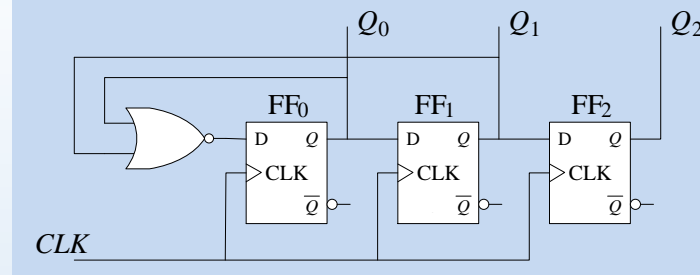 Q₀ Q₁ Q₂
FF₀ FF₁ FF₂
D Q D Q D Q
CLK CLK CLK
Q̅ Q̅ Q̅
CLK